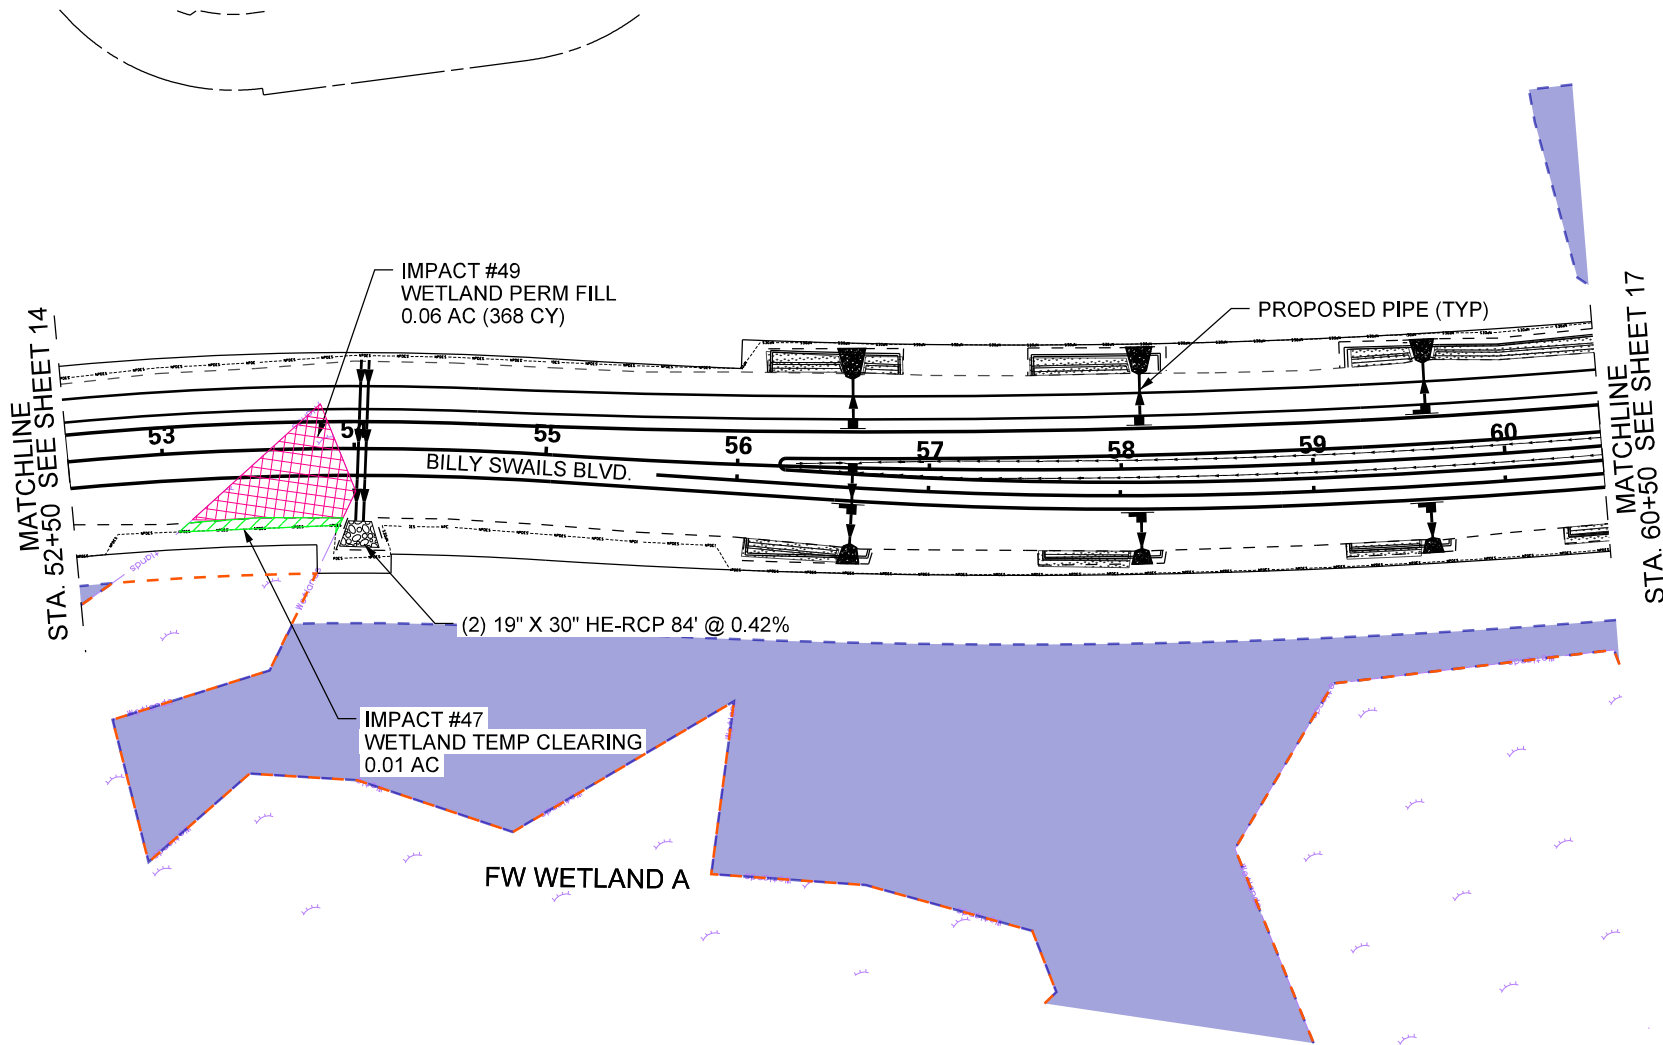 IMPACT #49
WETLAND PERM FILL
0.06 AC (368 CY)
PROPOSED PIPE (TYP)
MATCHLINE
STA. 52+50 SEE SHEET 14
MATCHLINE
STA. 60+50 SEE SHEET 17
53
5
55
56
57
58
59
60
BILLY SWAILS BLVD.
(2) 19" X 30" HE-RCP 84' @ 0.42%
IMPACT #47
WETLAND TEMP CLEARING
0.01 AC
FW WETLAND A